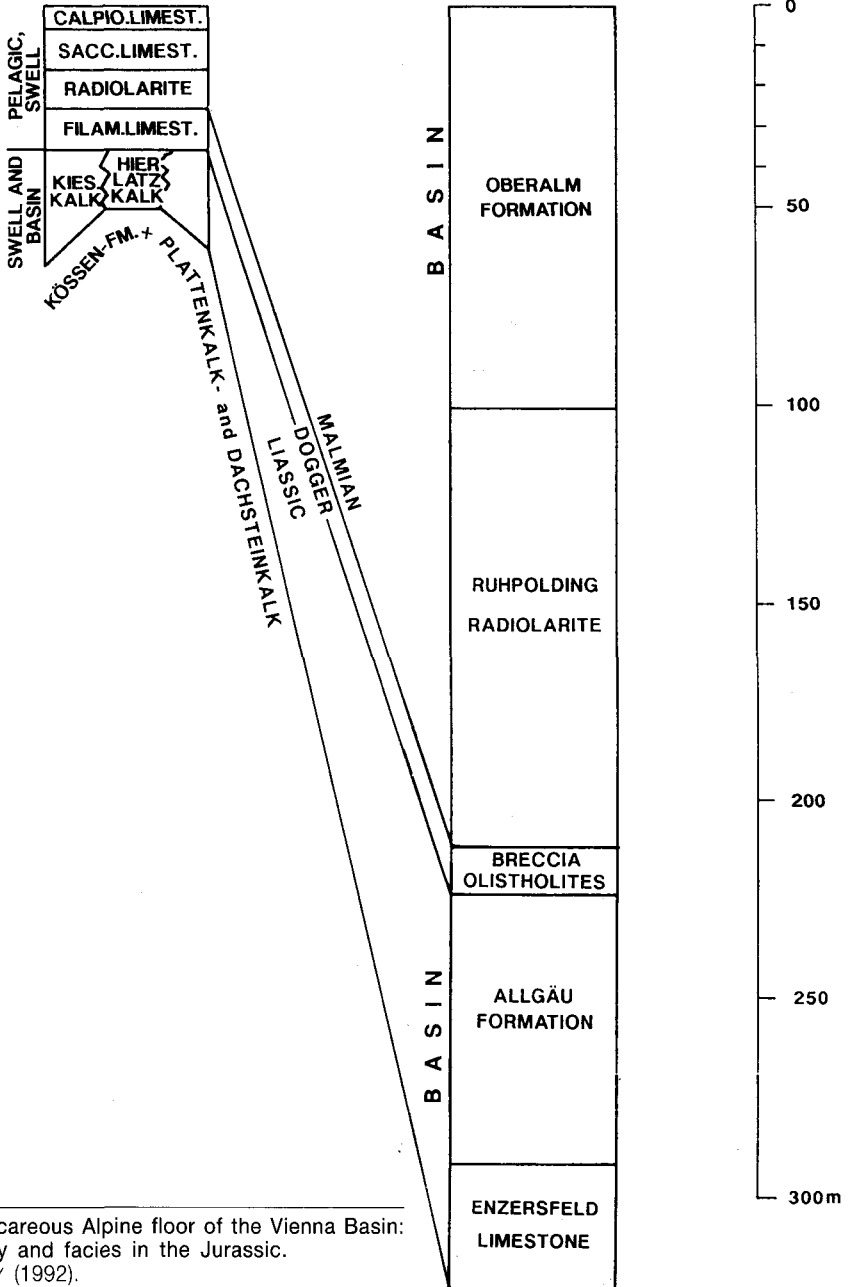 CALPIO.LIMEST.
SACC.LIMEST.
RADIOLARITE
FILAM.LIMEST.
PELAGIC,
SWELL
SWELL AND
BASIN
KIES.
KALK
HIER
LATZ
KALK
KÖSSEN-FM. + PLATTENKALK- and DACHSTEINKALK
LIASSIC
DOGGER
MALMIAN
BASIN
OBERALM
FORMATION
RUHPOLDING
RADIOLARITE
BRECCIA
OLISTHOLITES
BASIN
ALLGÄU
FORMATION
ENZERSFELD
LIMESTONE
0
50
100
150
200
250
300m
careous Alpine floor of the Vienna Basin:
y and facies in the Jurassic.
(1992).